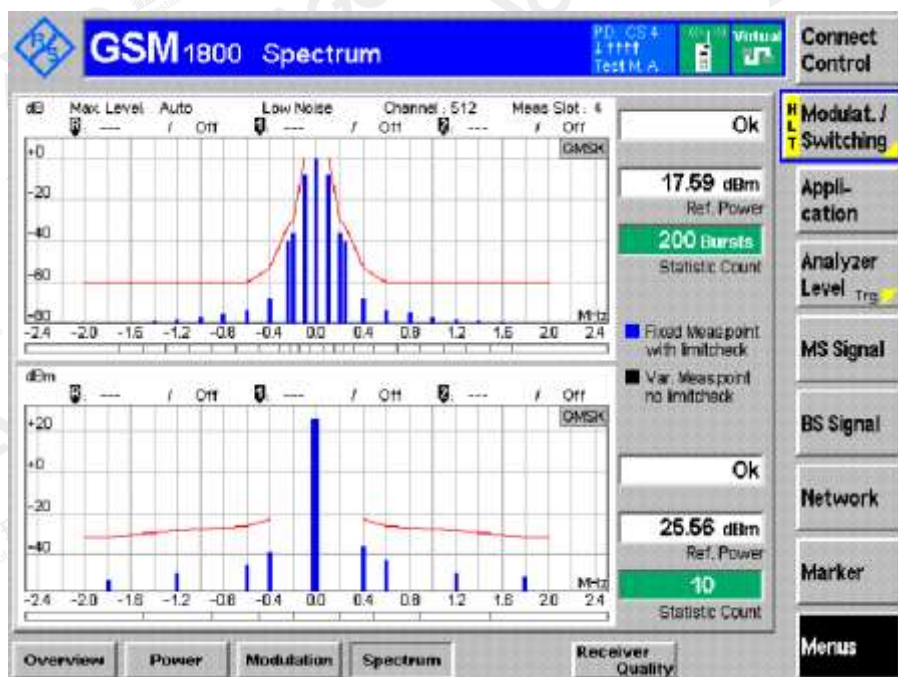 GSM 1800 Spectrum
PD: CS4
Test M. A.
Virtual
Connect Control
dB Max. Level Auto Low Noise Channel : 512 Meas Slot : 4
--- / Off --- / Off --- / Off
GMSK
+0
-20
-40
-60
-80
MHz
-2.4 -2.0 -1.6 -1.2 -0.8 -0.4 0.0 0.4 0.8 1.2 1.6 2.0 2.4
Ok
17.59 dBm
Ref. Power
200 Bursts
Statistic Count
Fixed Meas point
with limitcheck
Var. Meas point
no limitcheck
dBm
--- / Off --- / Off --- / Off
GMSK
+20
+0
-20
-40
MHz
-2.4 -2.0 -1.6 -1.2 -0.8 -0.4 0.0 0.4 0.8 1.2 1.6 2.0 2.4
Ok
25.56 dBm
Ref. Power
10
Statistic Count
HLT
Modulat. /
Switching
Appli-
cation
Analyzer
Level Trg
MS Signal
BS Signal
Network
Marker
Menus
Overview Power Modulation Spectrum Receiver
Quality